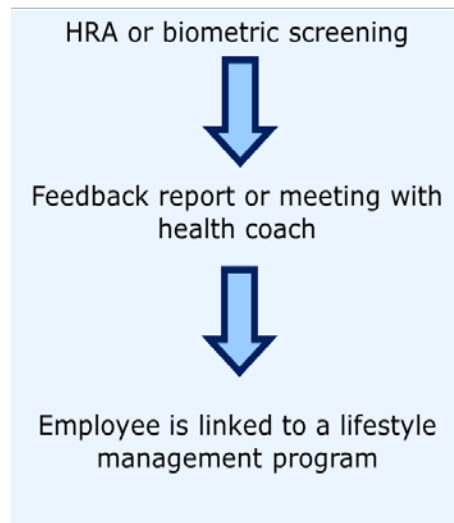 HRA or biometric screening
Feedback report or meeting with
health coach
Employee is linked to a lifestyle
management program